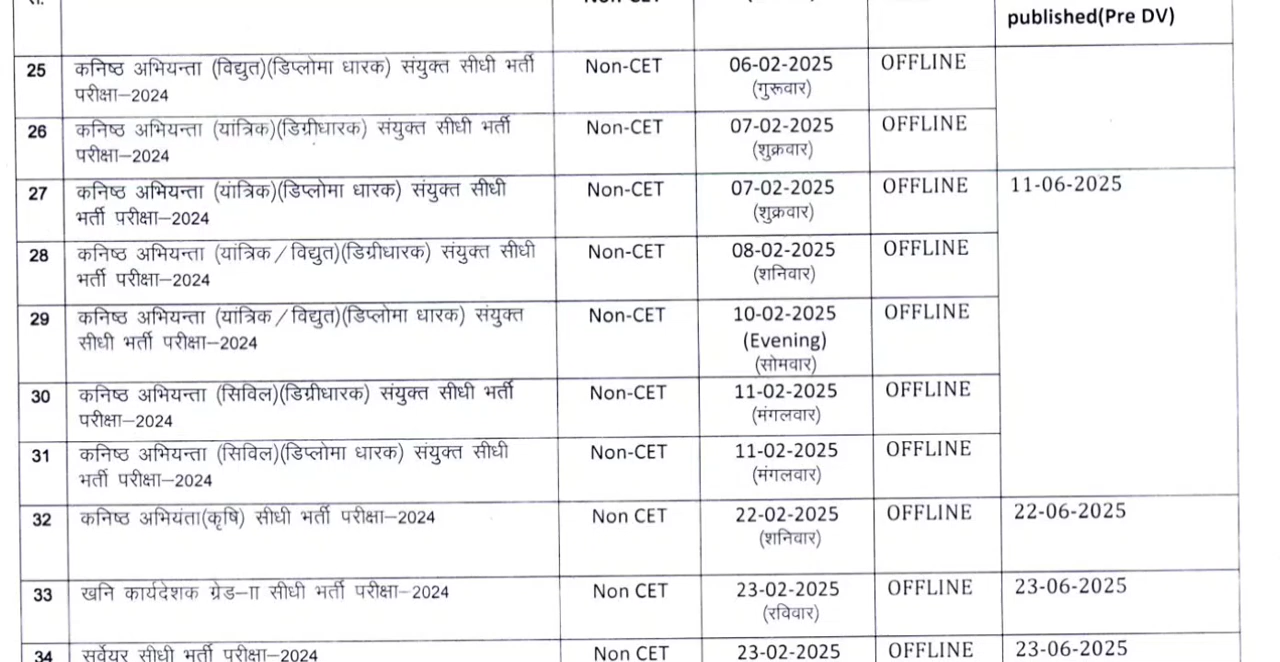 published(Pre DV)
25 कनिष्ठ अभियन्ता (विद्युत)(डिप्लोमा धारक) संयुक्त सीधी भर्ती Non-CET 06-02-2025 OFFLINE
परीक्षा–2024 (गुरूवार)
26 कनिष्ठ अभियन्ता (यांत्रिक)(डिग्रीधारक) संयुक्त सीधी भर्ती Non-CET 07-02-2025 OFFLINE
परीक्षा–2024 (शुक्रवार)
27 कनिष्ठ अभियन्ता (यांत्रिक)(डिप्लोमा धारक) संयुक्त सीधी Non-CET 07-02-2025 OFFLINE 11-06-2025
भर्ती परीक्षा–2024 (शुक्रवार)
28 कनिष्ठ अभियन्ता (यांत्रिक/विद्युत)(डिग्रीधारक) संयुक्त सीधी Non-CET 08-02-2025 OFFLINE
भर्ती परीक्षा–2024 (शनिवार)
29 कनिष्ठ अभियन्ता (यांत्रिक/विद्युत)(डिप्लोमा धारक) संयुक्त Non-CET 10-02-2025 OFFLINE
सीधी भर्ती परीक्षा–2024 (Evening)
(सोमवार)
30 कनिष्ठ अभियन्ता (सिविल)(डिग्रीधारक) संयुक्त सीधी भर्ती Non-CET 11-02-2025 OFFLINE
परीक्षा–2024 (मंगलवार)
31 कनिष्ठ अभियन्ता (सिविल)(डिप्लोमा धारक) संयुक्त सीधी Non-CET 11-02-2025 OFFLINE
भर्ती परीक्षा–2024 (मंगलवार)
32 कनिष्ठ अभियंता(कृषि) सीधी भर्ती परीक्षा–2024 Non CET 22-02-2025 OFFLINE 22-06-2025
(शनिवार)
33 खनि कार्यदेशक ग्रेड–II सीधी भर्ती परीक्षा–2024 Non CET 23-02-2025 OFFLINE 23-06-2025
(रविवार)
34 सर्वेयर सीधी भर्ती परीक्षा–2024 Non CET 23-02-2025 OFFLINE 23-06-2025